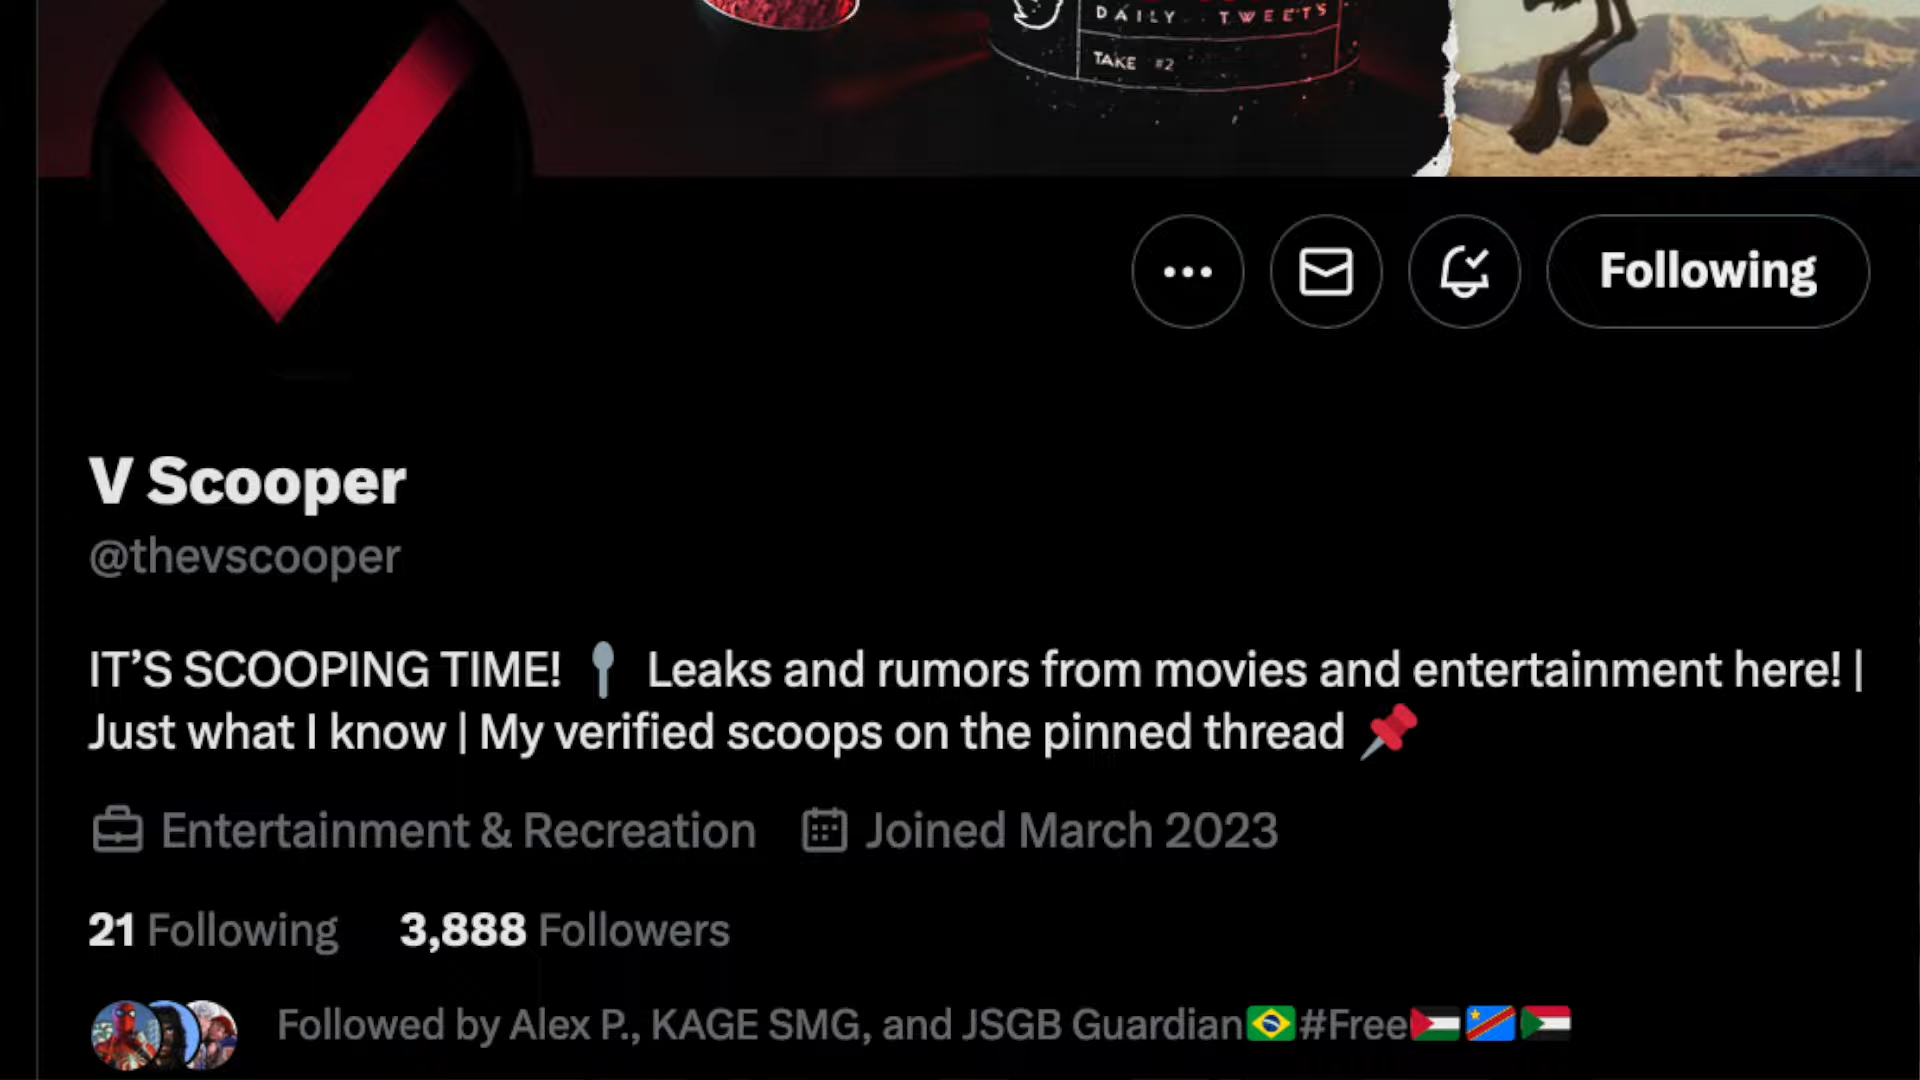 DAILY TWEETS
TAKE #2
Following
V Scooper
@thevscooper
IT’S SCOOPING TIME! 🥄 Leaks and rumors from movies and entertainment here! |
Just what I know | My verified scoops on the pinned thread 📌
Entertainment & Recreation Joined March 2023
21 Following 3,888 Followers
Followed by Alex P., KAGE SMG, and JSGB Guardian🇧🇷#Free🇵🇸🇨🇩🇸🇩